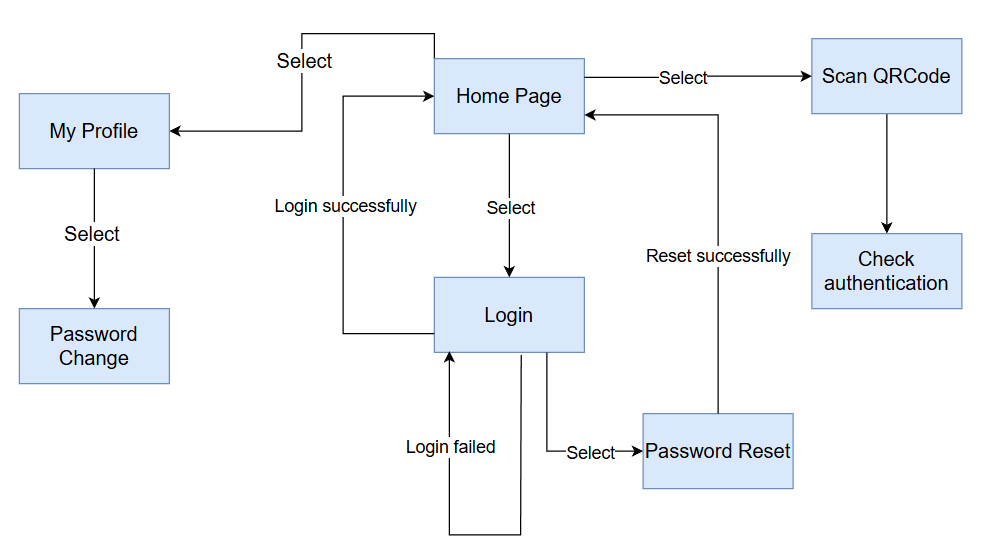 Select
Home Page
Scan QRCode
Select
My Profile
Login successfully
Select
Select
Reset successfully
Check
authentication
Login
Password
Change
Login failed
Select
Password Reset